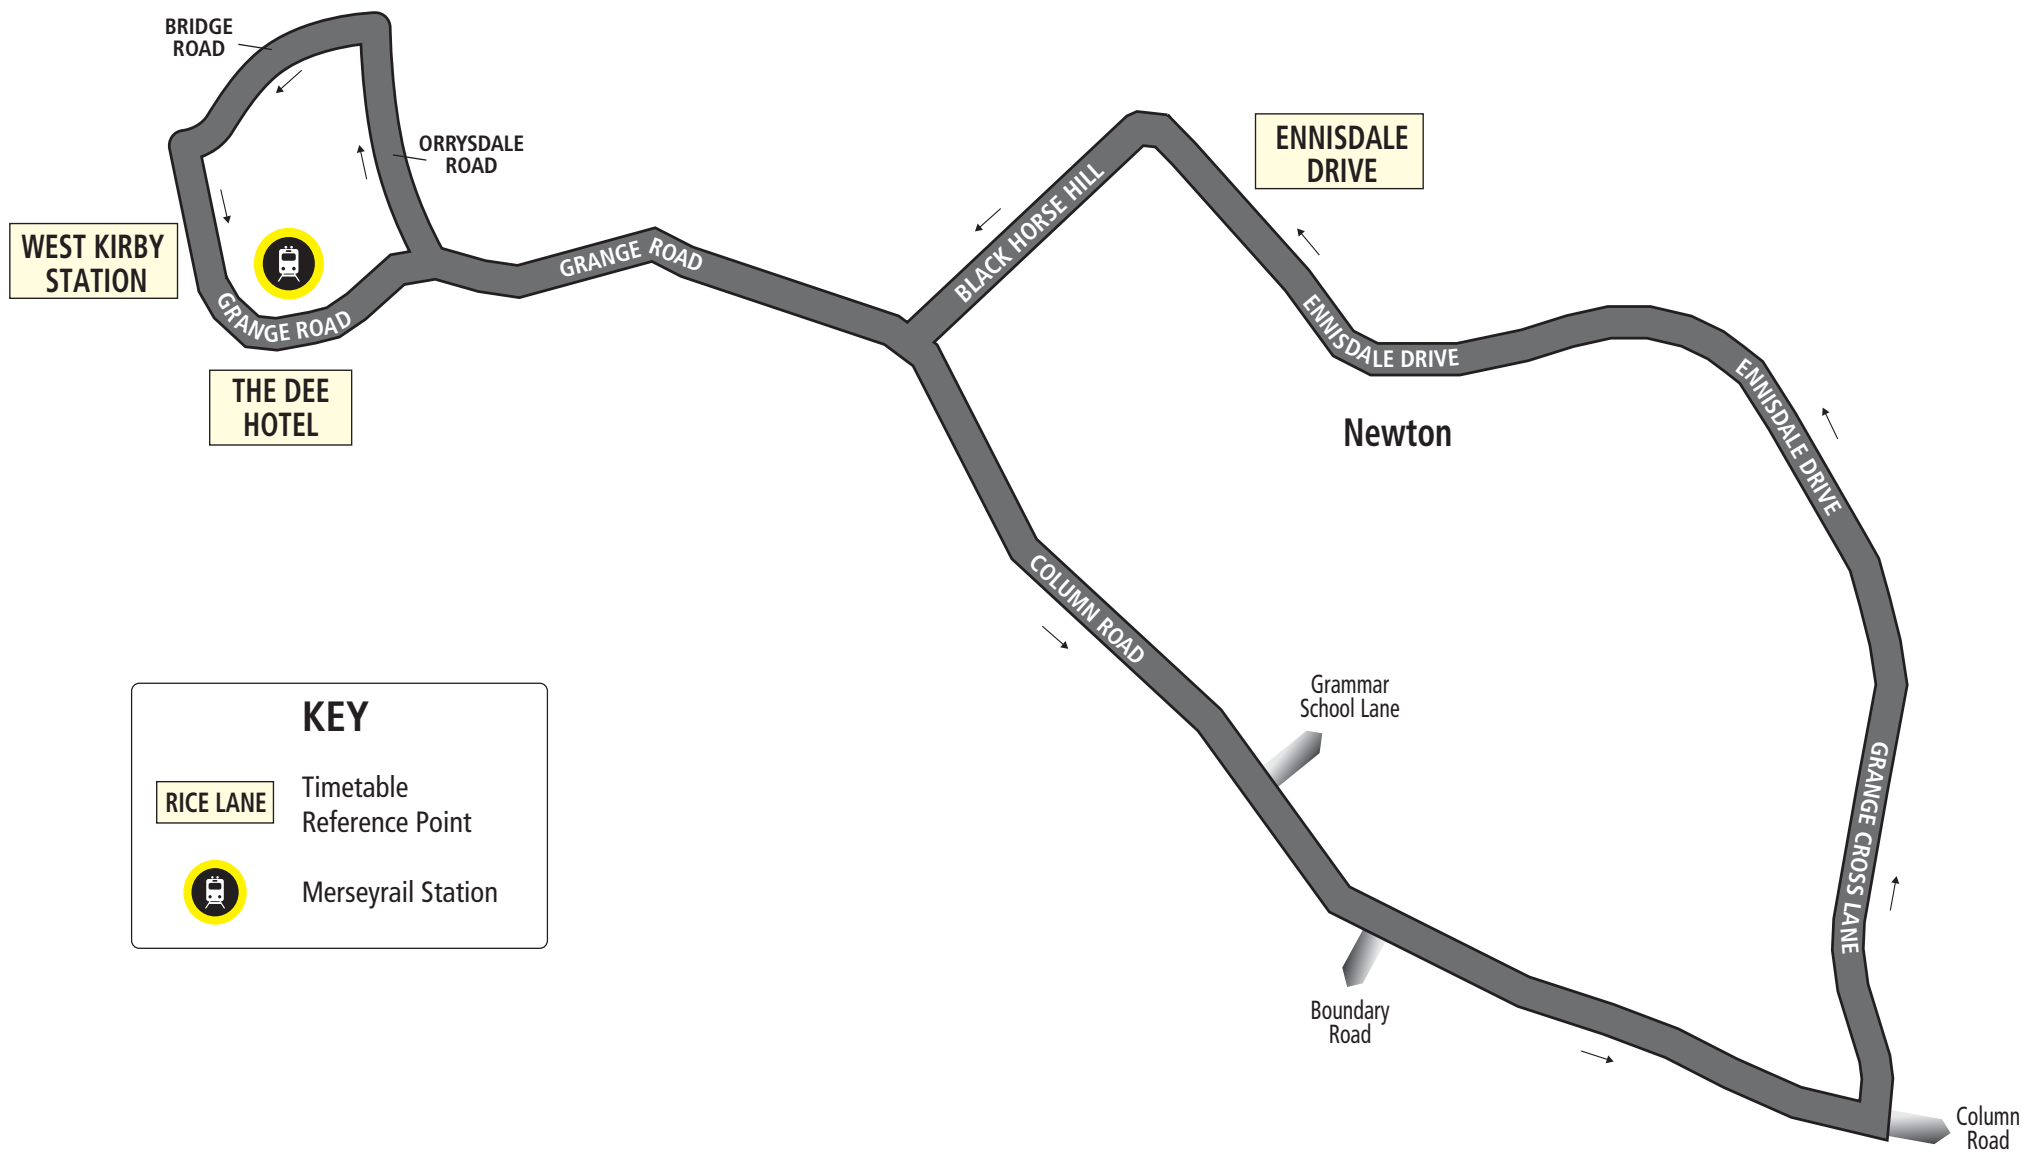 BRIDGE
ROAD
ORRYSDALE
ROAD
ENNISDALE
DRIVE
WEST KIRBY
STATION
GRANGE ROAD
THE DEE
HOTEL
GRANGE ROAD
BLACK HORSE HILL
ENNISDALE DRIVE
ENNISDALE DRIVE
Newton
COLUMN ROAD
Grammar
School Lane
GRANGE CROSS LANE
Boundary
Road
Column
Road
KEY
RICE LANE
Timetable
Reference Point
Merseyrail Station